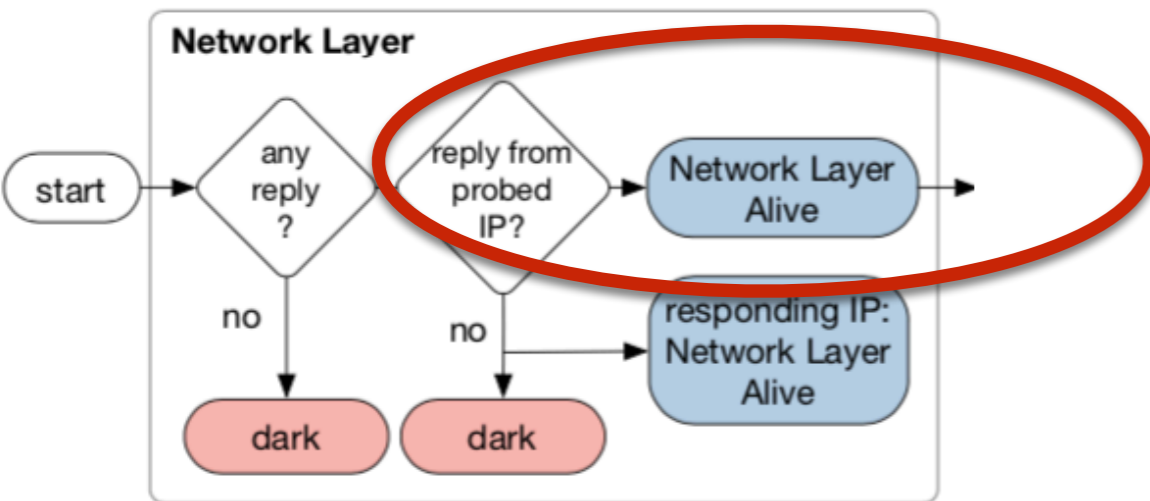 Network Layer
start
any
reply
?
reply from
probed
IP?
Network Layer
Alive
no
no
responding IP:
Network Layer
Alive
dark
dark